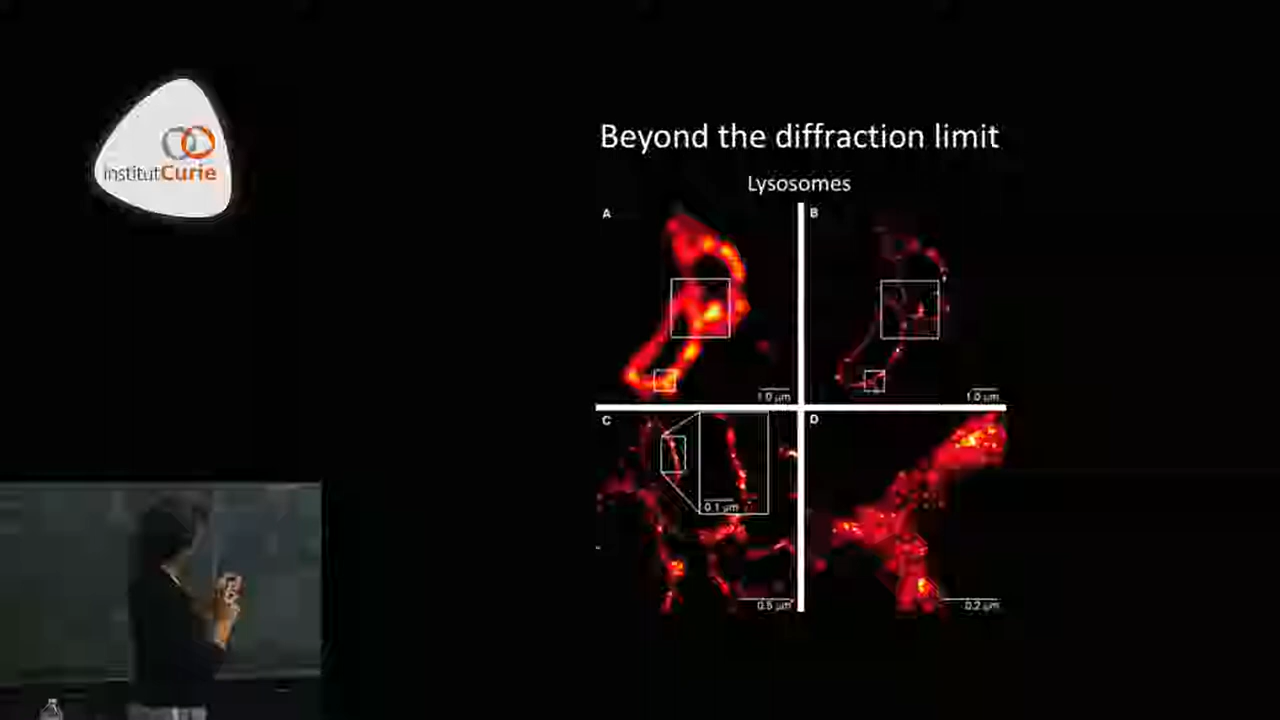 institutCurie
Beyond the diffraction limit
Lysosomes
A
B
1.0 µm
1.0 µm
C
D
0.1 µm
0.5 µm
0.2 µm